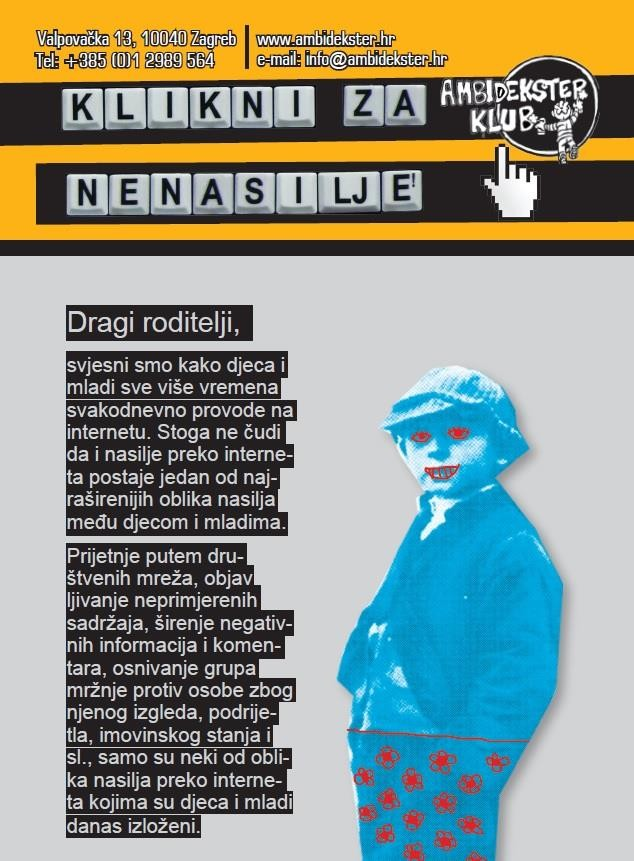 Valpovačka 13, 10040 Zagreb
Tel: +385 (0)1 2989 564
www.ambidekster.hr
e-mail: info@ambidekster.hr
KLIKNI ZA
AMBIDEKSTER
KLUB
NENASILJE!
Dragi roditelji,
svjesni smo kako djeca i
mladi sve više vremena
svakodnevno provode na
internetu. Stoga ne čudi
da i nasilje preko interne-
ta postaje jedan od naj-
raširenijih oblika nasilja
među djecom i mladima.
Prijetnje putem dru-
štvenih mreža, objav
ljivanje neprimjerenih
sadržaja, širenje negativ-
nih informacija i komen-
tara, osnivanje grupa
mržnje protiv osobe zbog
njenog izgleda, podrije-
tla, imovinskog stanja i
sl., samo su neki od obli-
ka nasilja preko interne-
ta kojima su djeca i mladi
danas izloženi.